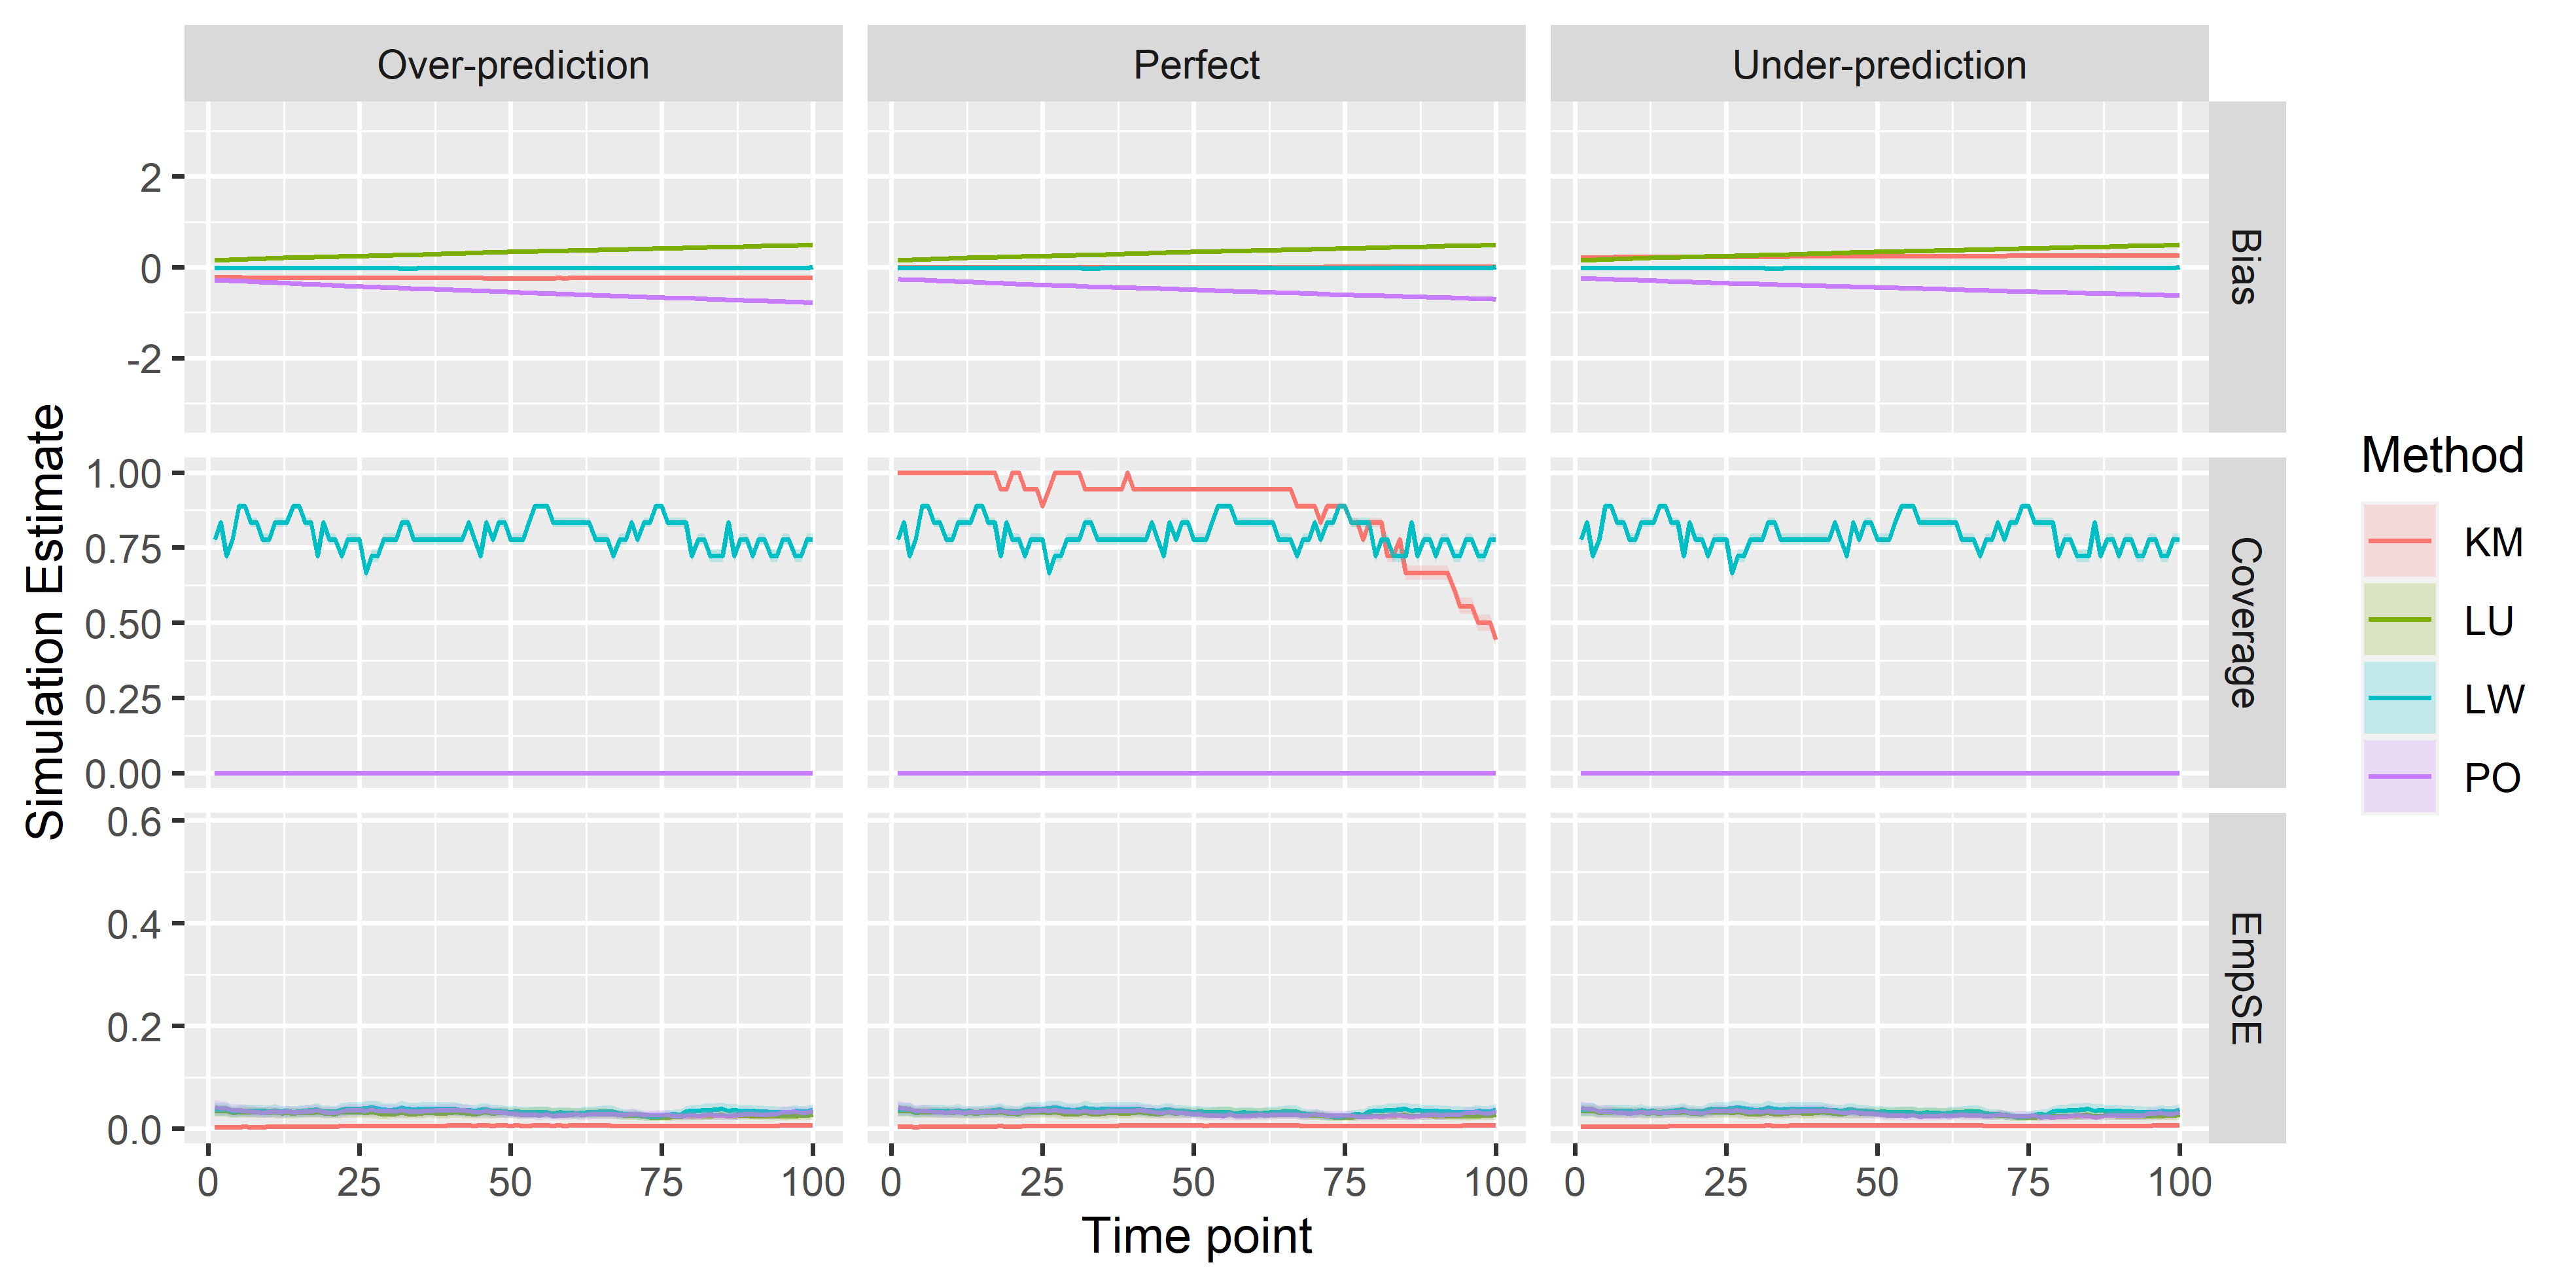 Over-prediction
Perfect
Under-prediction
2
0
-2
Bias
1.00
0.75
0.50
0.25
0.00
Coverage
0.6
0.4
0.2
0.0
EmpSE
0 25 50 75 100
0 25 50 75 100
0 25 50 75 100
Time point
Simulation Estimate
Method
KM
LU
LW
PO